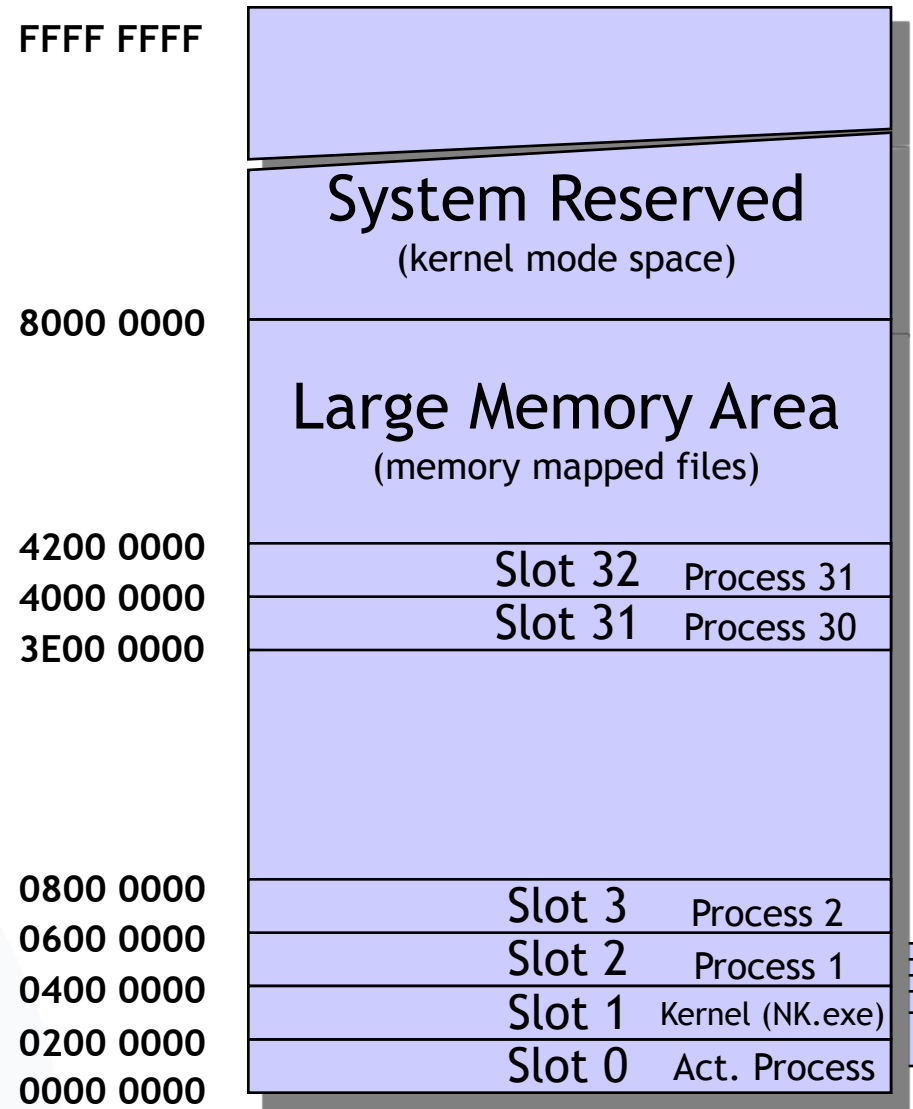 FFFF FFFF
System Reserved
(kernel mode space)
8000 0000
Large Memory Area
(memory mapped files)
4200 0000
Slot 32 Process 31
4000 0000
Slot 31 Process 30
3E00 0000
0800 0000
Slot 3 Process 2
0600 0000
Slot 2 Process 1
0400 0000
Slot 1 Kernel (NK.exe)
0200 0000
Slot 0 Act. Process
0000 0000